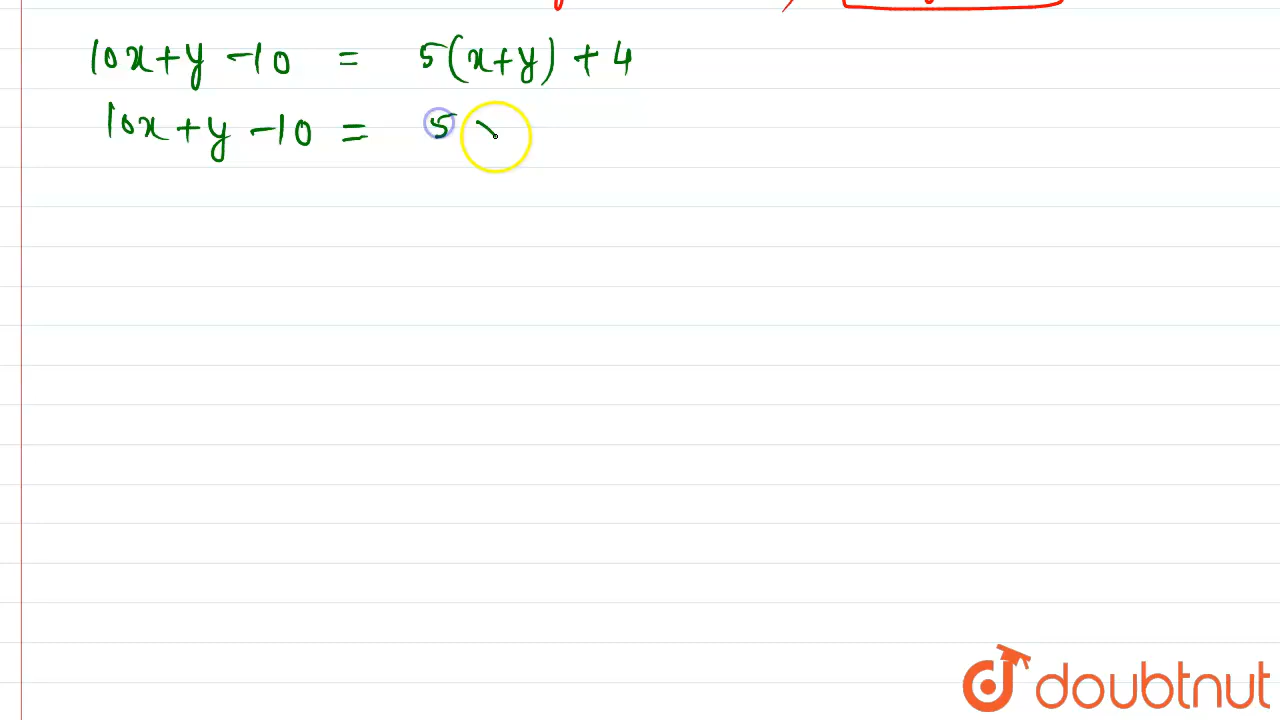 10x+y -10 = 5(x+y) + 4
10x + y - 10 = 5
doubtnut